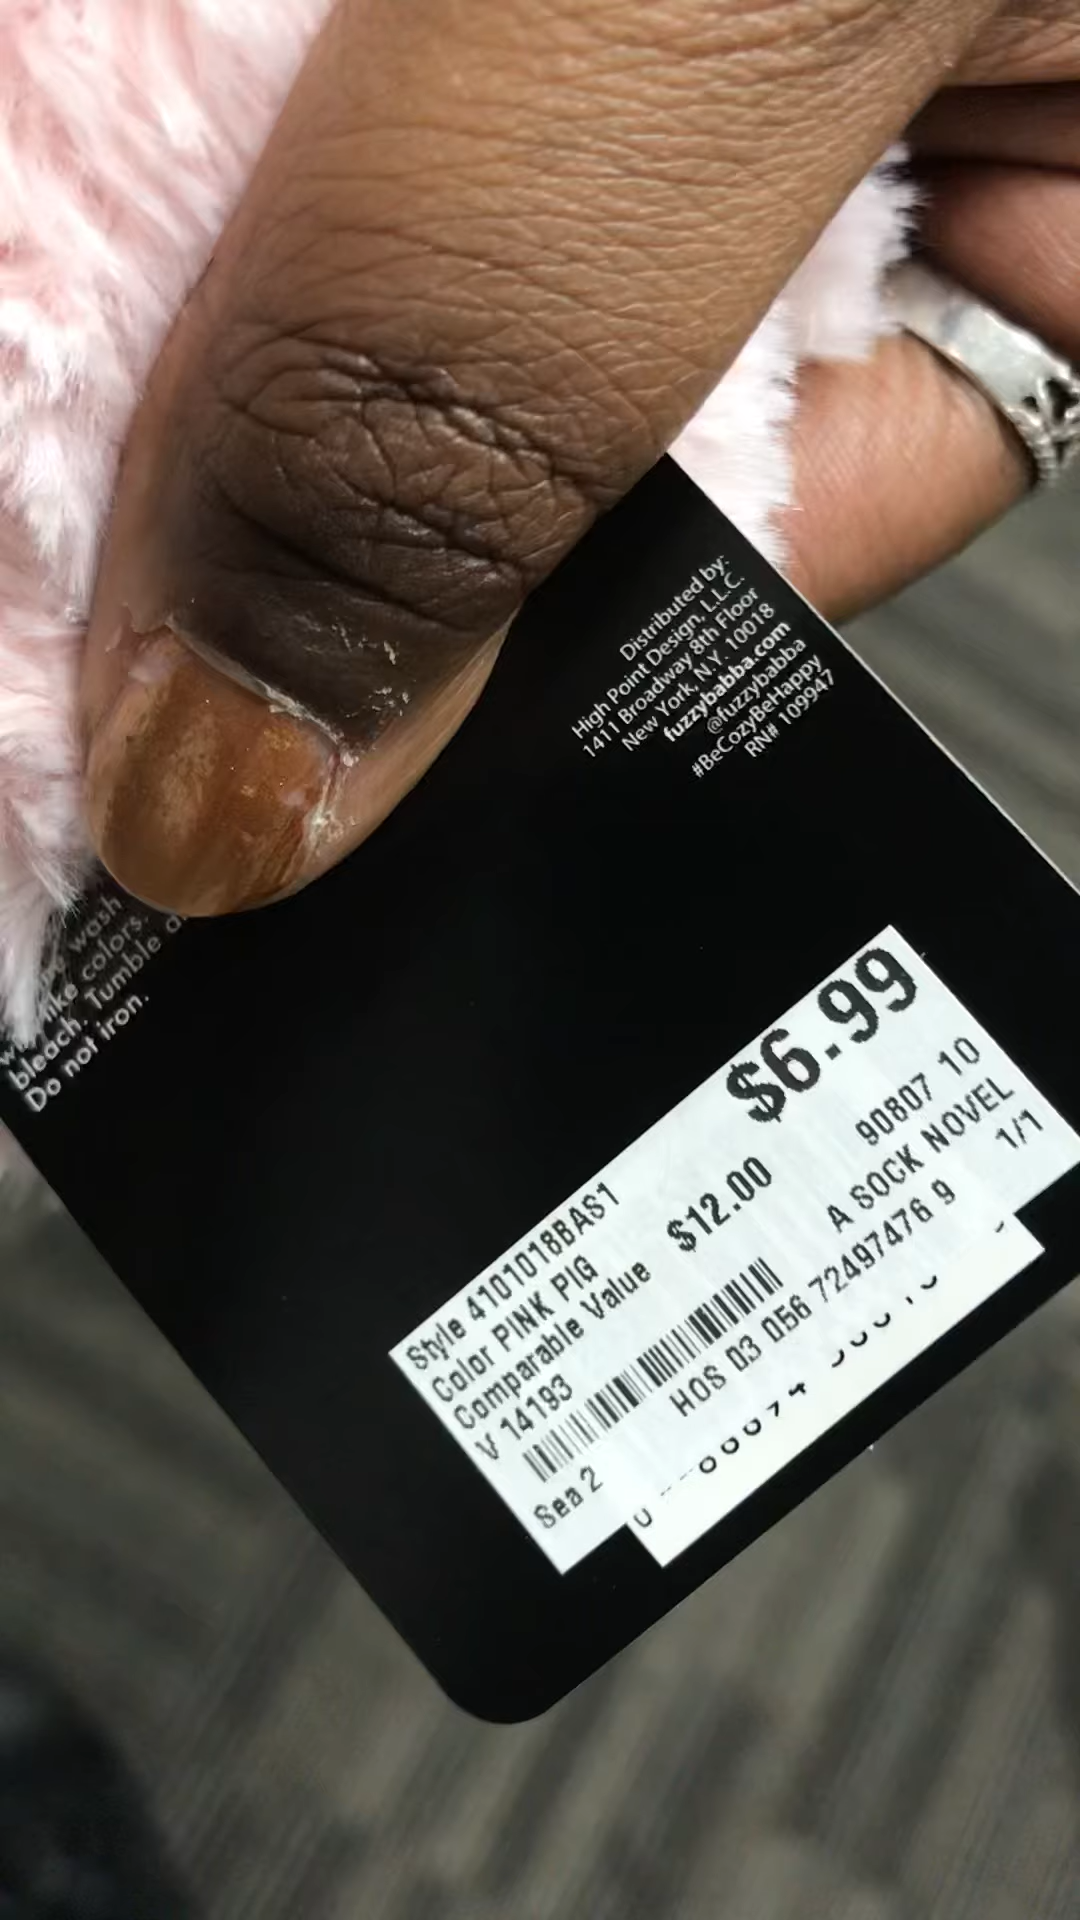 Distributed by:
High Point Design, L.L.C.
1411 Broadway 8th Floor
New York, N.Y. 10018
fuzzybabba.com
@fuzzybabba
#BeCozyBeHappy
RN# 109947
wash
like colors.
bleach. Tumble
Do not iron.
$6.99
90807 10
Style 4101018BAS1
Color PINK PIG
Comparable Value $12.00
A SOCK NOVEL
V 14193
1/1
HOS 03 056 72497476 9
Sea 2